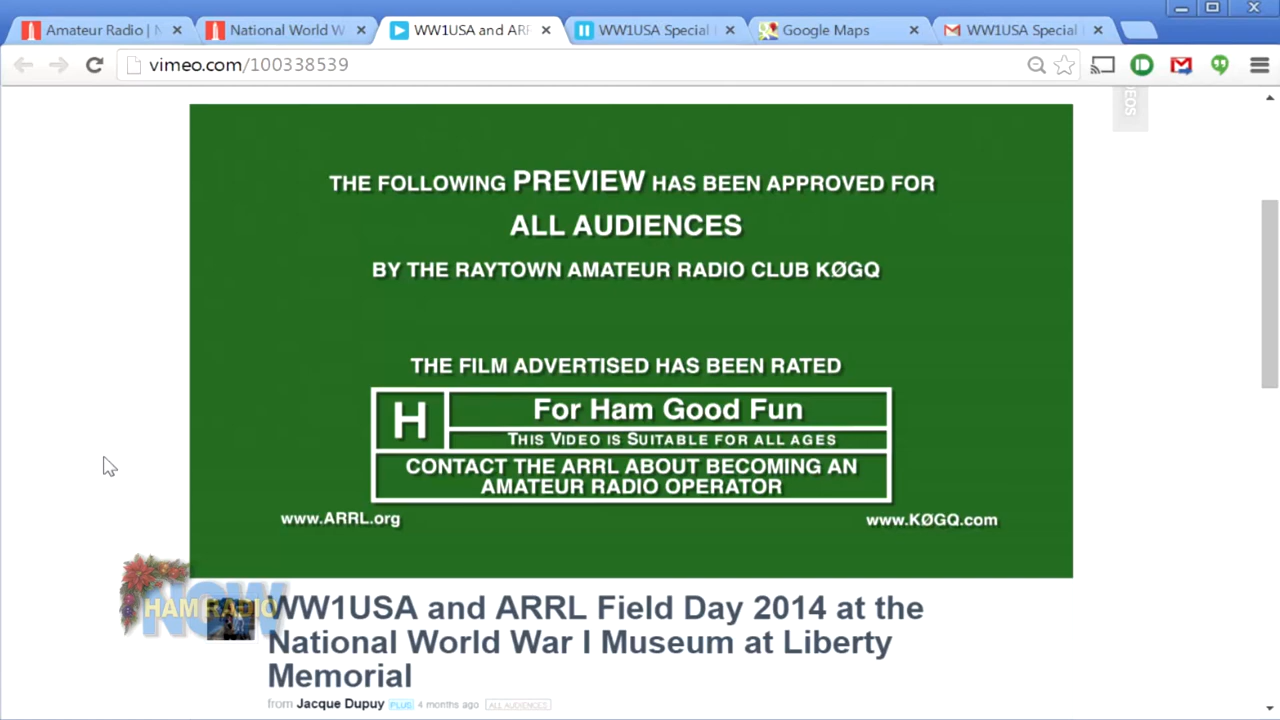 Amateur Radio | N
National World W
WW1USA and ARR
WW1USA Special
Google Maps
WW1USA Special
vimeo.com/100338539
EOS
THE FOLLOWING PREVIEW HAS BEEN APPROVED FOR
ALL AUDIENCES
BY THE RAYTOWN AMATEUR RADIO CLUB KØGQ
THE FILM ADVERTISED HAS BEEN RATED
H
For Ham Good Fun
THIS VIDEO IS SUITABLE FOR ALL AGES
CONTACT THE ARRL ABOUT BECOMING AN
AMATEUR RADIO OPERATOR
www.ARRL.org
www.KØGQ.com
HAM RADIO
NOW
WW1USA and ARRL Field Day 2014 at the
National World War I Museum at Liberty
Memorial
from Jacque Dupuy PLUS 4 months ago ALL AUDIENCES